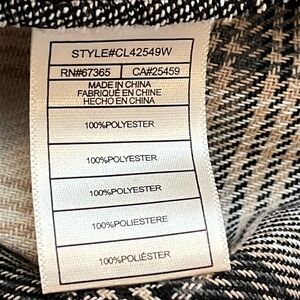 STYLE#CL42549W
RN#67365 CA#25459
MADE IN CHINA
FABRIQUÉ EN CHINE
HECHO EN CHINA
100%POLYESTER
100%POLYESTER
100%POLYESTER
100%POLIESTERE
100%POLIÉSTER